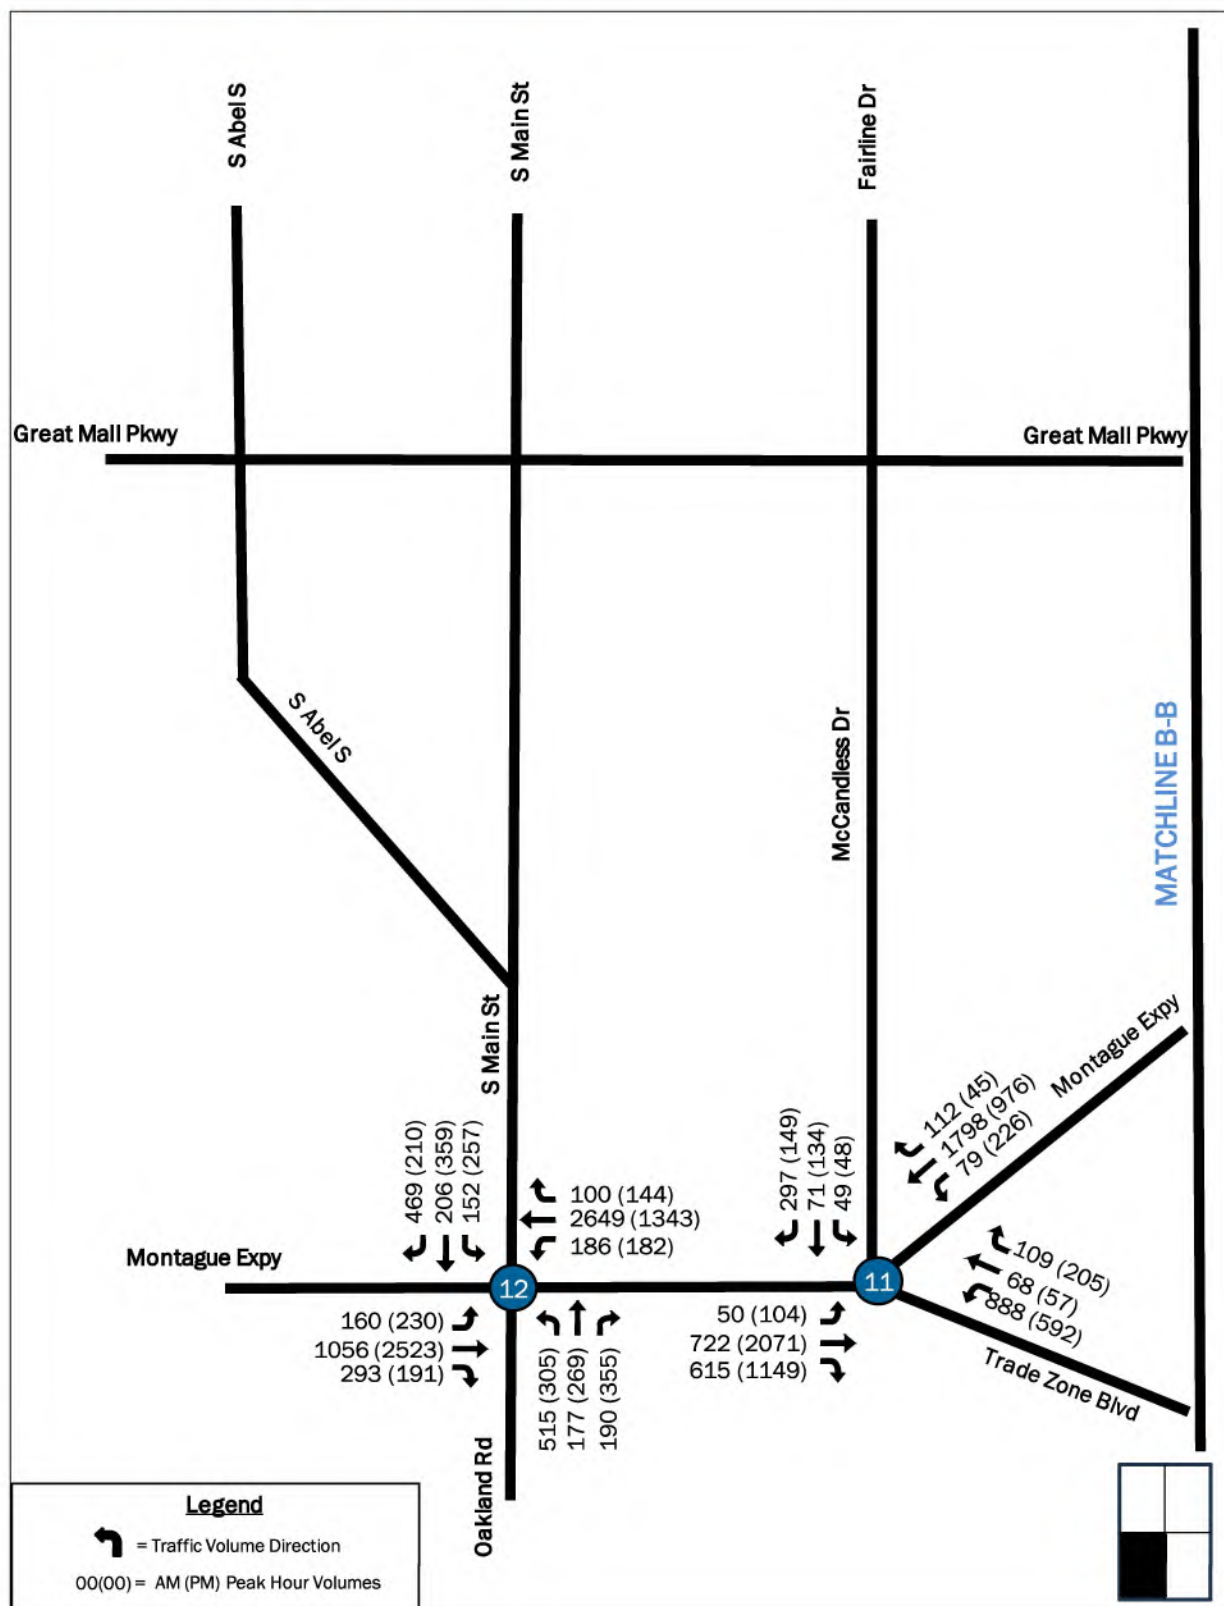 S Abel S
S Main St
Fairline Dr
Great Mall Pkwy
Great Mall Pkwy
S Abel S
McCandless Dr
MATCHLINE B-B
S Main St
Montague Expy
112 (45)
1798 (976)
79 (226)
469 (210)
206 (359)
152 (257)
100 (144)
2649 (1343)
186 (182)
297 (149)
71 (134)
49 (48)
Montague Expy
12
11
109 (205)
68 (57)
888 (592)
160 (230)
1056 (2523)
293 (191)
515 (305)
177 (269)
190 (355)
50 (104)
722 (2071)
615 (1149)
Trade Zone Blvd
Oakland Rd
Legend
= Traffic Volume Direction
00(00) = AM (PM) Peak Hour Volumes